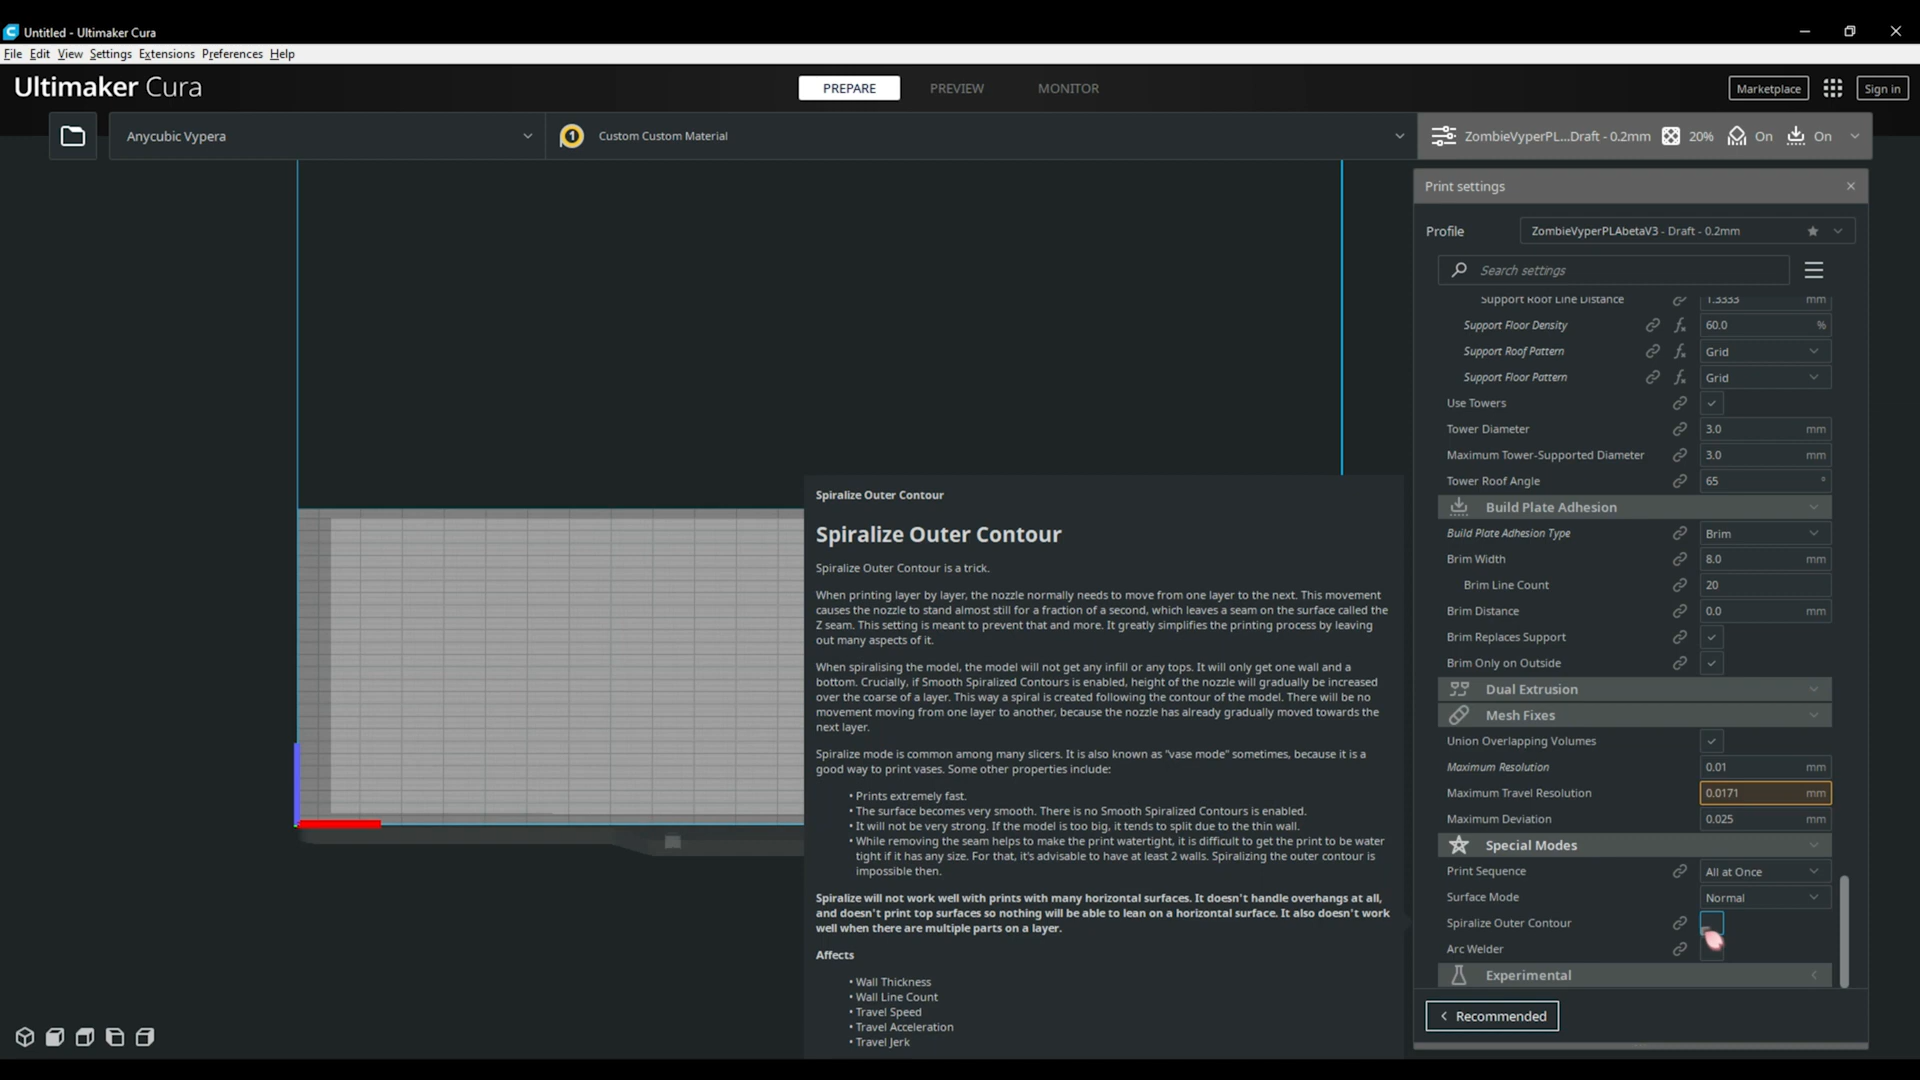 Untitled - Ultimaker Cura
File Edit View Settings Extensions Preferences Help
Ultimaker Cura
PREPARE
PREVIEW
MONITOR
Marketplace
Sign in
Anycubic Vypera
1
Custom Custom Material
ZombieVyperPL...Draft - 0.2mm
20%
On
On
Print settings
Profile
ZombieVyperPLAbetaV3 - Draft - 0.2mm
Search settings
Support Roof Line Distance 1.3333 mm
Support Floor Density 60.0 %
Support Roof Pattern Grid
Support Floor Pattern Grid
Use Towers
Tower Diameter 3.0 mm
Maximum Tower-Supported Diameter 3.0 mm
Tower Roof Angle 65 °
Build Plate Adhesion
Build Plate Adhesion Type Brim
Brim Width 8.0 mm
Brim Line Count 20
Brim Distance 0.0 mm
Brim Replaces Support
Brim Only on Outside
Dual Extrusion
Mesh Fixes
Union Overlapping Volumes
Maximum Resolution 0.01 mm
Maximum Travel Resolution 0.0171 mm
Maximum Deviation 0.025 mm
Special Modes
Print Sequence All at Once
Surface Mode Normal
Spiralize Outer Contour
Arc Welder
Experimental
Recommended
Spiralize Outer Contour
Spiralize Outer Contour
Spiralize Outer Contour is a trick.
When printing layer by layer, the nozzle normally needs to move from one layer to the next. This movement
causes the nozzle to stand almost still for a fraction of a second, which leaves a seam on the surface called the
Z seam. This setting is meant to prevent that and more. It greatly simplifies the printing process by leaving
out many aspects of it.
When spiralising the model, the model will not get any infill or any tops. It will only get one wall and a
bottom. Crucially, if Smooth Spiralized Contours is enabled, height of the nozzle will gradually be increased
over the coarse of a layer. This way a spiral is created following the contour of the model. There will be no
movement moving from one layer to another, because the nozzle has already gradually moved towards the
next layer.
Spiralize mode is common among many slicers. It is also known as "vase mode" sometimes, because it is a
good way to print vases. Some other properties include:
• Prints extremely fast.
• The surface becomes very smooth. There is no Smooth Spiralized Contours is enabled.
• It will not be very strong. If the model is too big, it tends to split due to the thin wall.
• While removing the seam helps to make the print watertight, it is difficult to get the print to be water
tight if it has any size. For that, it's advisable to have at least 2 walls. Spiralizing the outer contour is
impossible then.
Spiralize will not work well with prints with many horizontal surfaces. It doesn't handle overhangs at all,
and doesn't print top surfaces so nothing will be able to lean on a horizontal surface. It also doesn't work
well when there are multiple parts on a layer.
Affects
• Wall Thickness
• Wall Line Count
• Travel Speed
• Travel Acceleration
• Travel Jerk